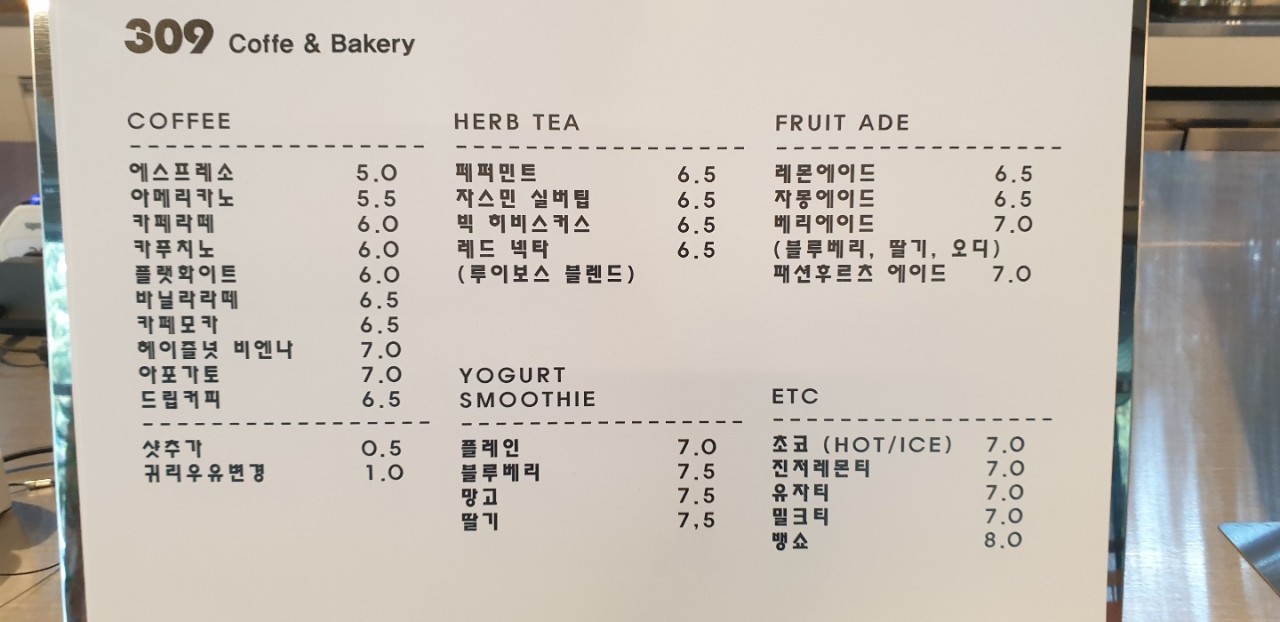 309 Coffe & Bakery
COFFEE
에스프레소 5.0
아메리카노 5.5
카페라떼 6.0
카푸치노 6.0
플랫화이트 6.0
바닐라라떼 6.5
카페모카 6.5
헤이즐넛 비엔나 7.0
아포가토 7.0
드립커피 6.5
샷추가 0.5
귀리우유변경 1.0
HERB TEA
페퍼민트 6.5
자스민 실버팁 6.5
빅 히비스커스 6.5
레드 넥타 6.5
(루이보스 블렌드)
YOGURT
SMOOTHIE
플레인 7.0
블루베리 7.5
망고 7.5
딸기 7,5
FRUIT ADE
레몬에이드 6.5
자몽에이드 6.5
베리에이드 7.0
(블루베리, 딸기, 오디)
패션후르츠 에이드 7.0
ETC
초코 (HOT/ICE) 7.0
진저레몬티 7.0
유자티 7.0
밀크티 7.0
뱅쇼 8.0